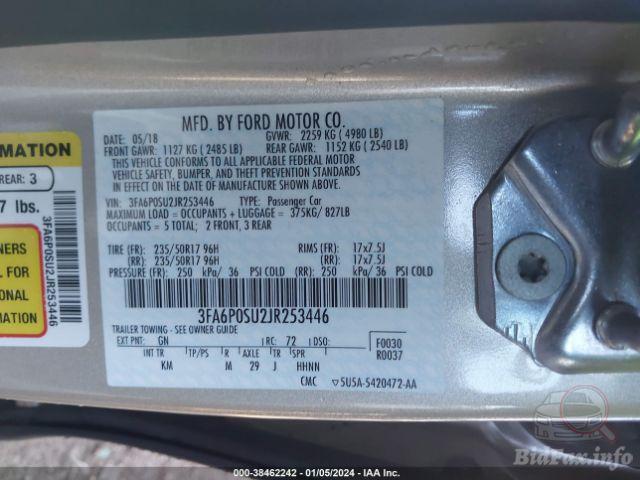 MFD. BY FORD MOTOR CO.
DATE: 05/18 GVWR: 2259 KG ( 4980 LB)
FRONT GAWR: 1127 KG ( 2485 LB) REAR GAWR: 1152 KG ( 2540 LB)
THIS VEHICLE CONFORMS TO ALL APPLICABLE FEDERAL MOTOR
VEHICLE SAFETY, BUMPER, AND THEFT PREVENTION STANDARDS
IN EFFECT ON THE DATE OF MANUFACTURE SHOWN ABOVE.
VIN: 3FA6P0SU2JR253446 TYPE: Passenger Car
MAXIMUM LOAD = OCCUPANTS + LUGGAGE = 375KG/ 827LB
OCCUPANTS = 5 TOTAL; 2 FRONT, 3 REAR
TIRE (FR): 235/50R17 96H RIMS (FR): 17x7.5J
(RR): 235/50R17 96H (RR): 17x7.5J
PRESSURE (FR): 250 kPa/ 36 PSI COLD (RR): 250 kPa/ 36 PSI COLD
3FA6P0SU2JR253446
TRAILER TOWING - SEE OWNER GUIDE
EXT PNT: GN RC: 72 DSO: F0030
R0037
INT TR TP/PS R AXLE TR SPR
KM M 29 J HHNN
CMC 5U5A-5420472-AA
MATION
REAR: 3
7 lbs.
3FA6P0SU2JR253446
NERS
L FOR
ONAL
RMATION
000-38462242 - 01/05/2024 - IAA Inc.
BidFax.info